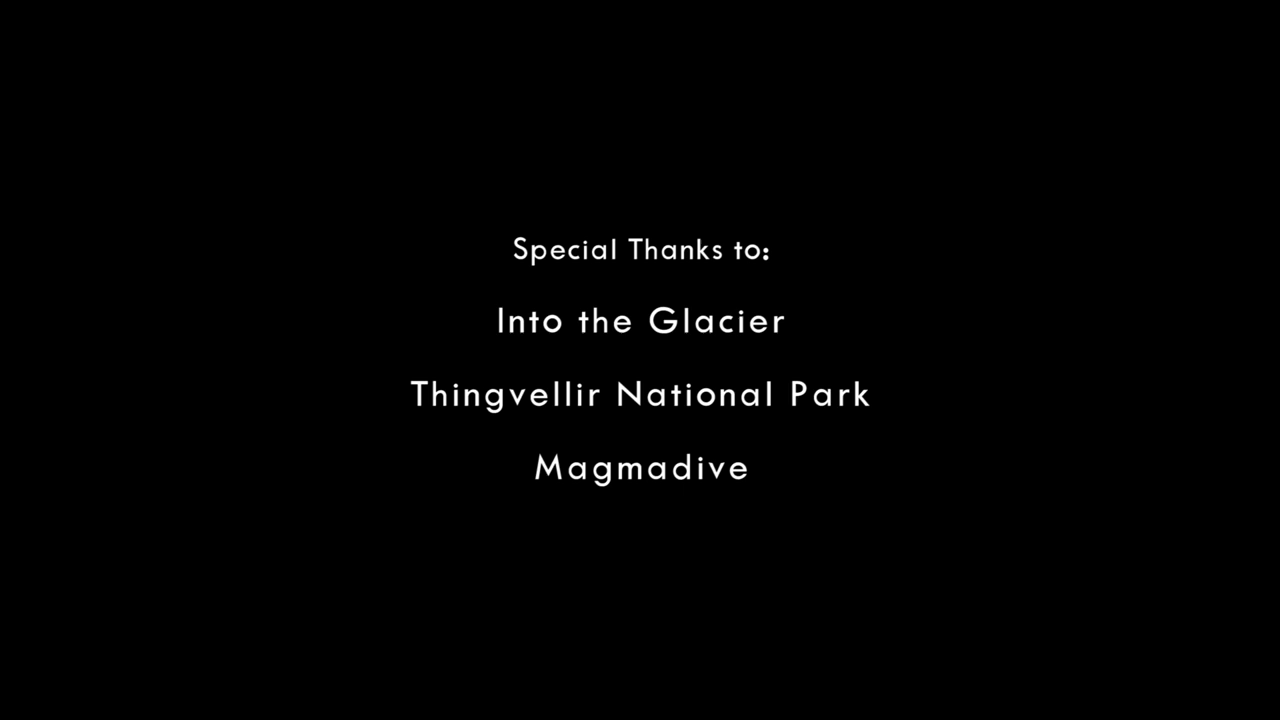 Special Thanks to:
Into the Glacier
Thingvellir National Park
Magmadive